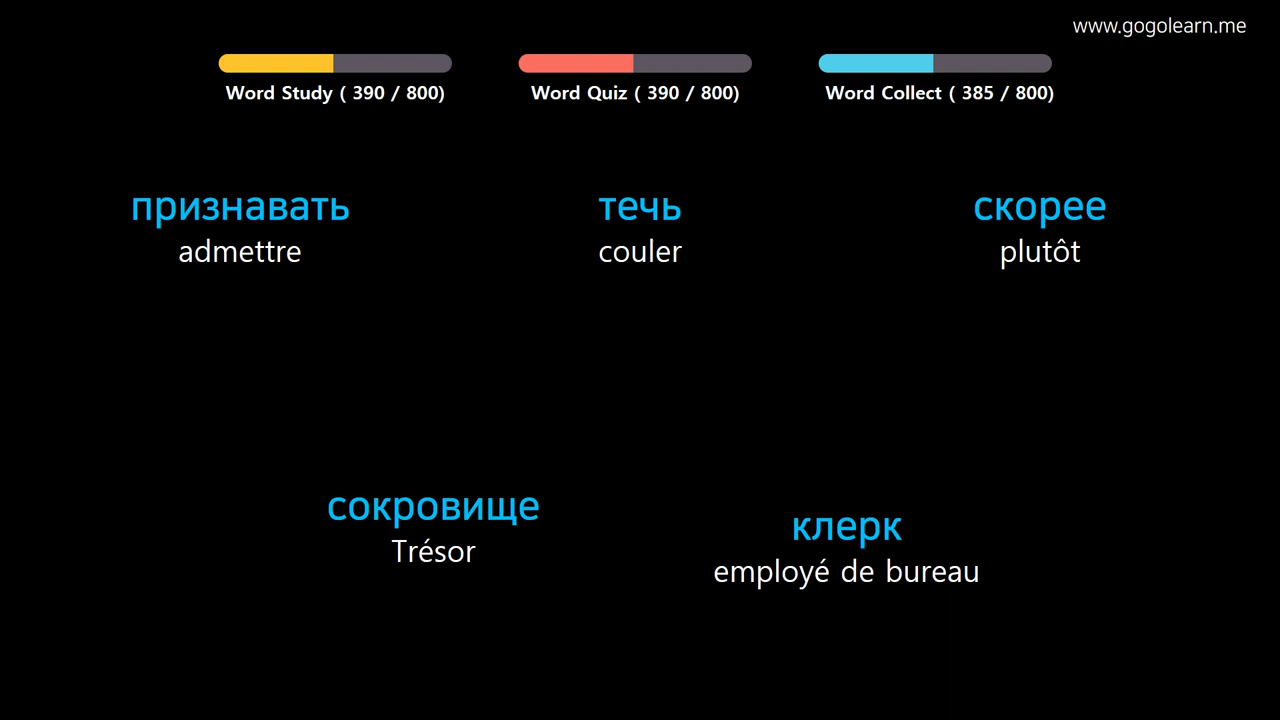 www.gogolearn.me
Word Study ( 390 / 800)
Word Quiz ( 390 / 800)
Word Collect ( 385 / 800)
признавать
admettre
течь
couler
скорее
plutôt
сокровище
Trésor
клерк
employé de bureau